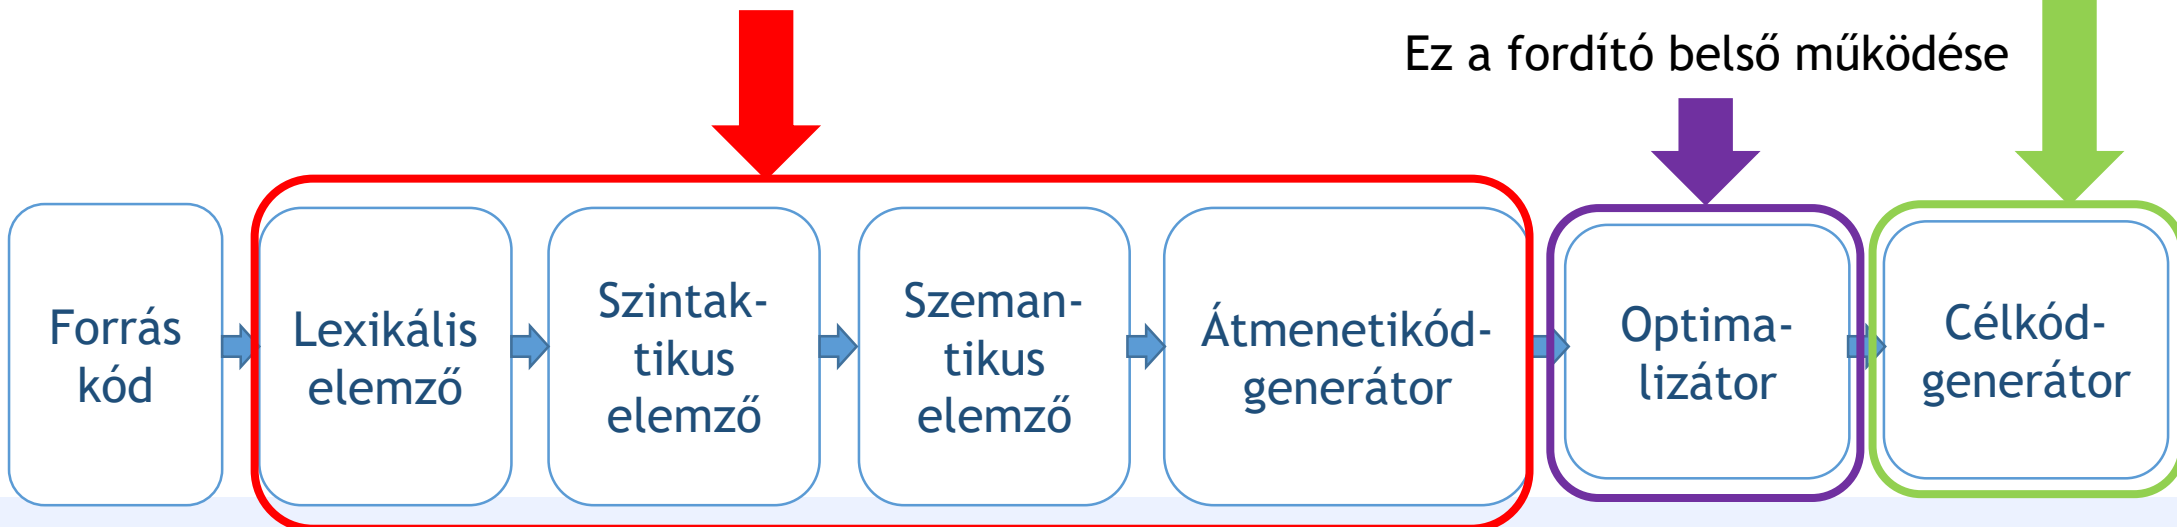 Ez a fordító belső működése
Forrás
kód
Lexikális
elemző
Szintak-
tikus
elemző
Szeman-
tikus
elemző
Átmenetikód-
generátor
Optima-
lizátor
Célkód-
generátor